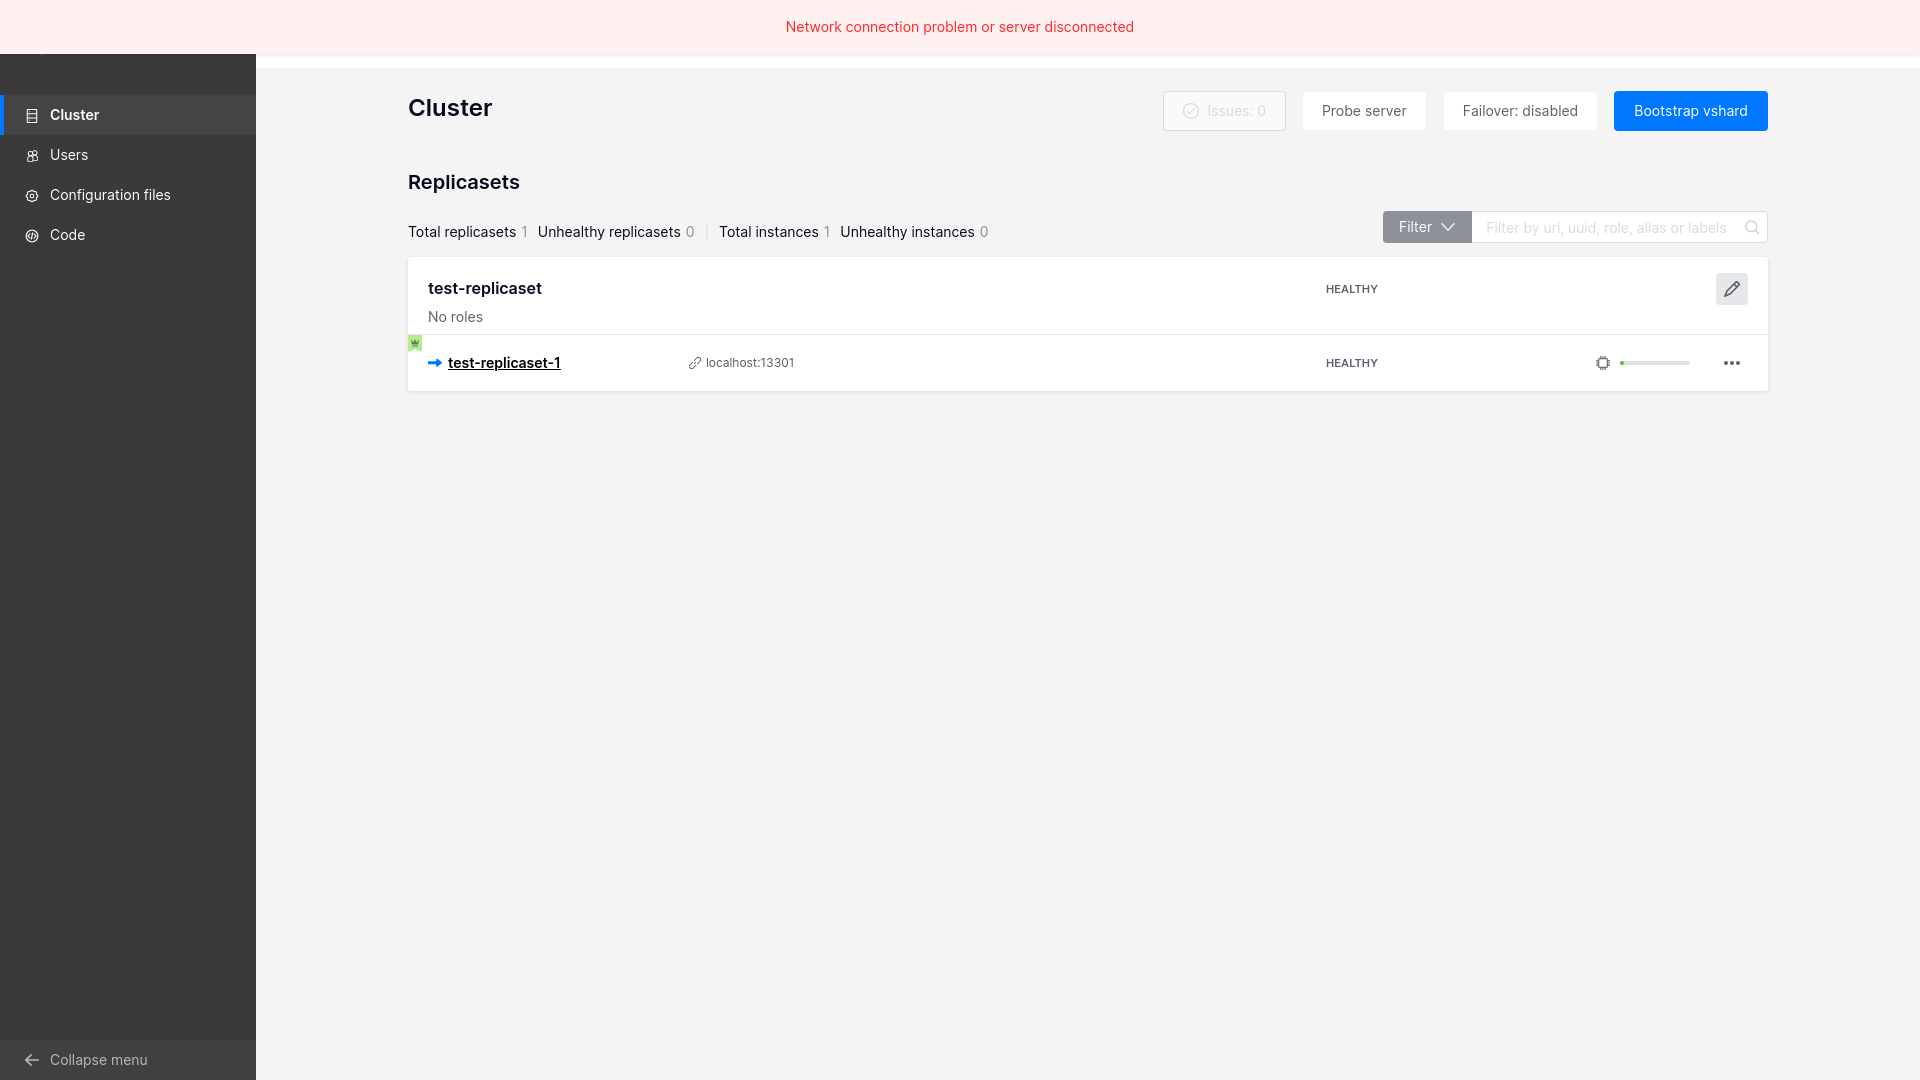 Network connection problem or server disconnected
Cluster
Users
Configuration files
Code
Collapse menu
Cluster
Issues: 0
Probe server
Failover: disabled
Bootstrap vshard
Replicasets
Total replicasets 1 Unhealthy replicasets 0 Total instances 1 Unhealthy instances 0
Filter
Filter by uri, uuid, role, alias or labels
test-replicaset
HEALTHY
No roles
test-replicaset-1
localhost:13301
HEALTHY